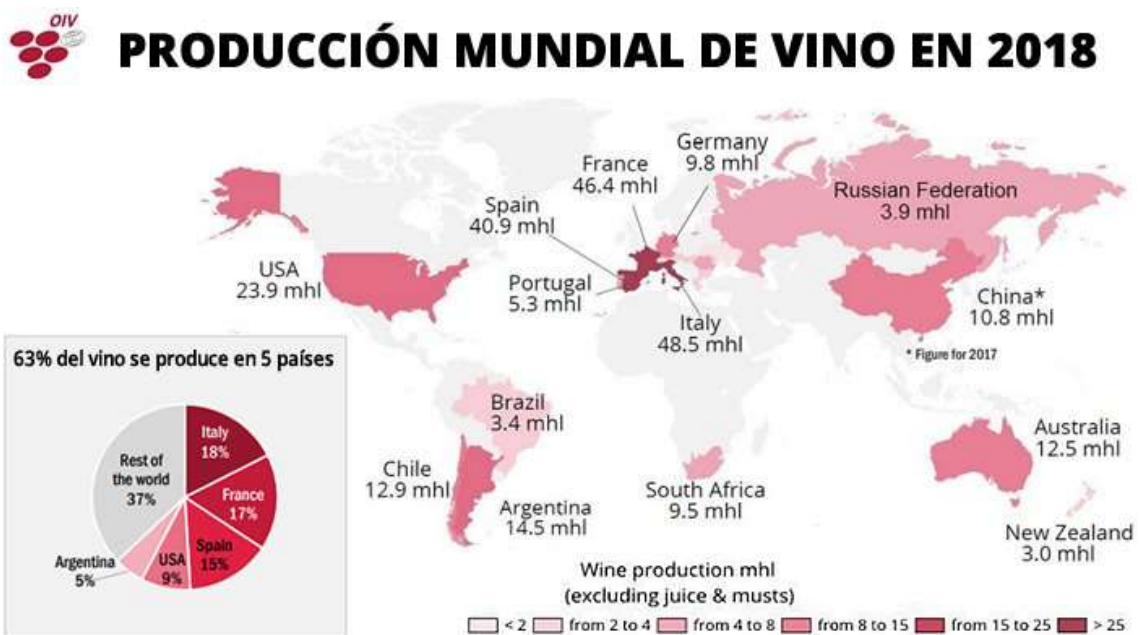 OIV
PRODUCCIÓN MUNDIAL DE VINO EN 2018
Germany
9.8 mhl
France
46.4 mhl
Russian Federation
3.9 mhl
Spain
40.9 mhl
USA
23.9 mhl
Portugal
5.3 mhl
Italy
48.5 mhl
China*
10.8 mhl
* Figure for 2017
63% del vino se produce en 5 países
Italy
18%
France
17%
Spain
15%
USA
9%
Argentina
5%
Rest of
the world
37%
Brazil
3.4 mhl
Chile
12.9 mhl
Argentina
14.5 mhl
South Africa
9.5 mhl
Australia
12.5 mhl
New Zealand
3.0 mhl
Wine production mhl
(excluding juice & musts)
< 2 from 2 to 4 from 4 to 8 from 8 to 15 from 15 to 25 > 25